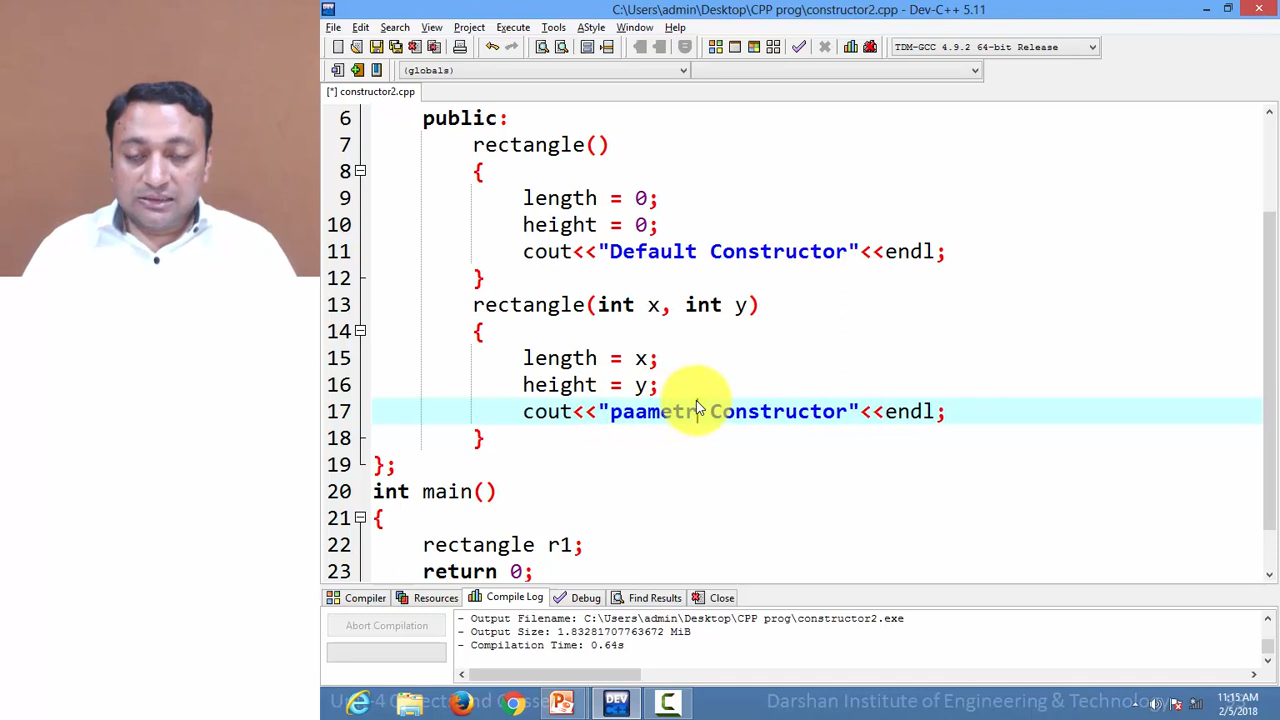 C:\Users\admin\Desktop\CPP prog\constructor2.cpp - Dev-C++ 5.11
File Edit Search View Project Execute Tools AStyle Window Help
TDM-GCC 4.9.2 64-bit Release
(globals)
[*] constructor2.cpp
6 public:
7 rectangle()
8 {
9 length = 0;
10 height = 0;
11 cout<<"Default Constructor"<<endl;
12 }
13 rectangle(int x, int y)
14 {
15 length = x;
16 height = y;
17 cout<<"paametr Constructor"<<endl;
18 }
19 };
20 int main()
21 {
22 rectangle r1;
23 return 0;
Compiler Resources Compile Log Debug Find Results Close
Abort Compilation
- Output Filename: C:\Users\admin\Desktop\CPP prog\constructor2.exe
- Output Size: 1.83281707763672 MiB
- Compilation Time: 0.64s
DEV
Darshan Institute of Engineering & Technology
11:15 AM
2/5/2018